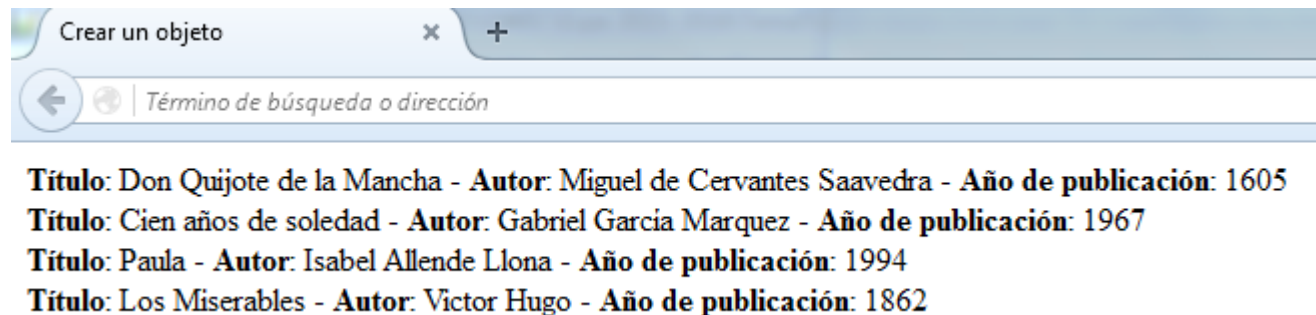 Crear un objeto
Término de búsqueda o dirección
Título: Don Quijote de la Mancha - Autor: Miguel de Cervantes Saavedra - Año de publicación: 1605
Título: Cien años de soledad - Autor: Gabriel García Marquez - Año de publicación: 1967
Título: Paula - Autor: Isabel Allende Llona - Año de publicación: 1994
Título: Los Miserables - Autor: Victor Hugo - Año de publicación: 1862